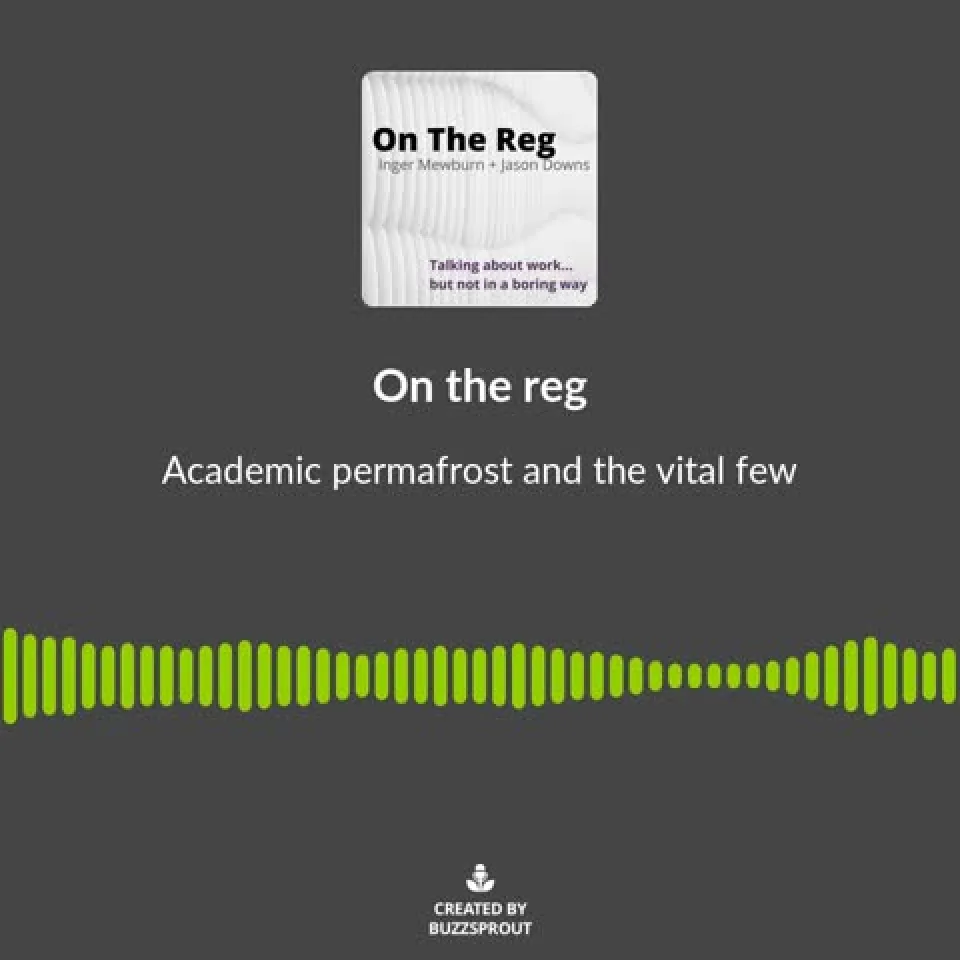 On The Reg
Inger Mewburn + Jason Downs
Talking about work...
but not in a boring way
On the reg
Academic permafrost and the vital few
CREATED BY
BUZZSPROUT